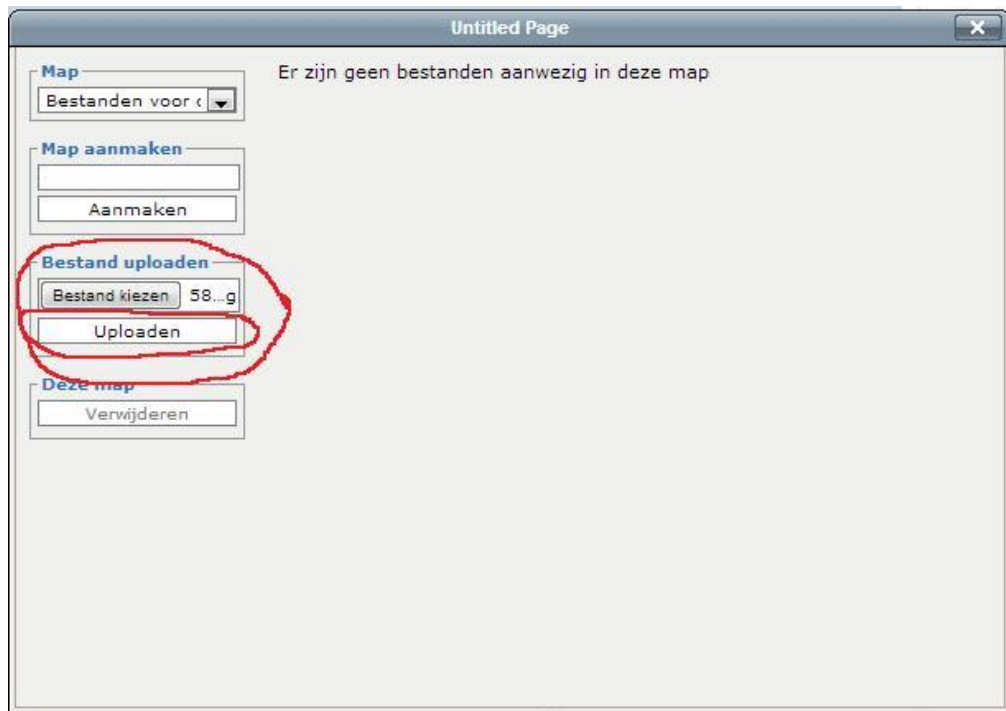 Untitled Page
Map
Bestanden voor
Er zijn geen bestanden aanwezig in deze map
Map aanmaken
Aanmaken
Bestand uploaden
Bestand kiezen 58...g
Uploaden
Deze map
Verwijderen